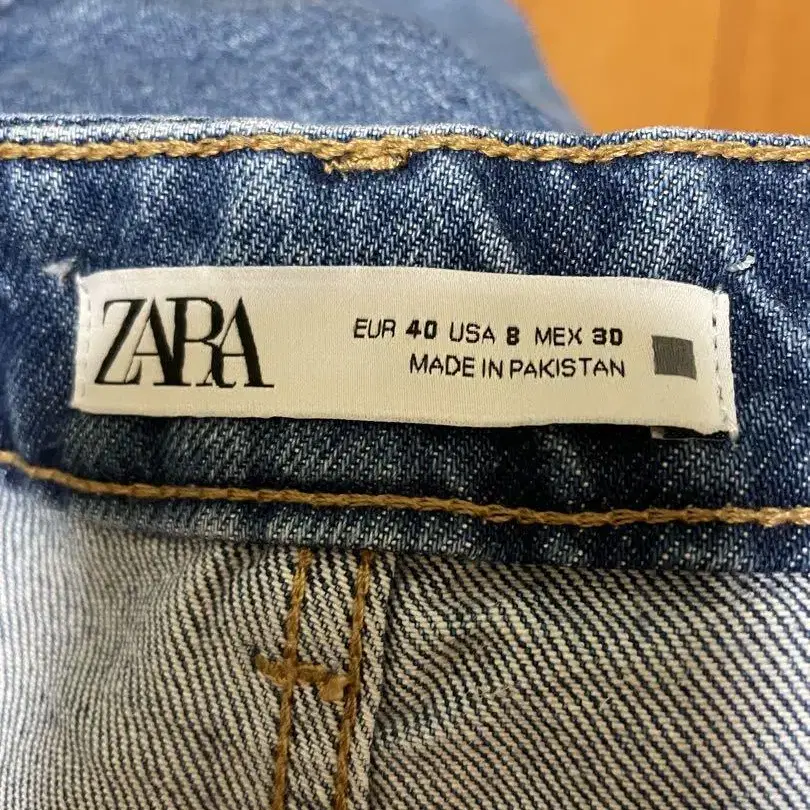 ZARA
EUR 40 USA 8 MEX 30
MADE IN PAKISTAN